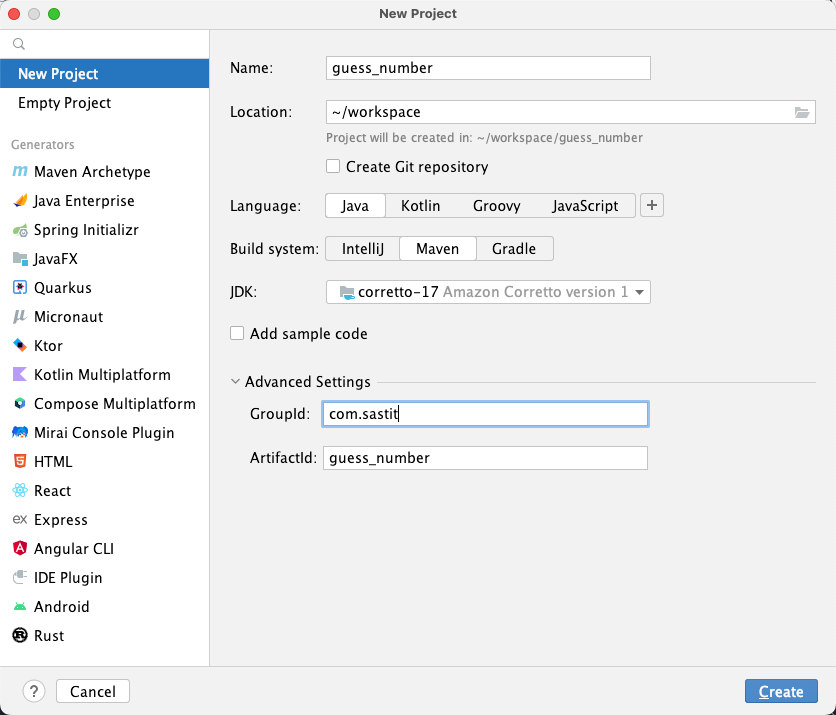 New Project
New Project
Empty Project
Generators
Maven Archetype
Java Enterprise
Spring Initializr
JavaFX
Quarkus
Micronaut
Ktor
Kotlin Multiplatform
Compose Multiplatform
Mirai Console Plugin
HTML
React
Express
Angular CLI
IDE Plugin
Android
Rust
Name: guess_number
Location: ~/workspace
Project will be created in: ~/workspace/guess_number
Create Git repository
Language: Java Kotlin Groovy JavaScript +
Build system: IntelliJ Maven Gradle
JDK: corretto-17 Amazon Corretto version 1
Add sample code
Advanced Settings
GroupId: com.sastit
ArtifactId: guess_number
? Cancel Create